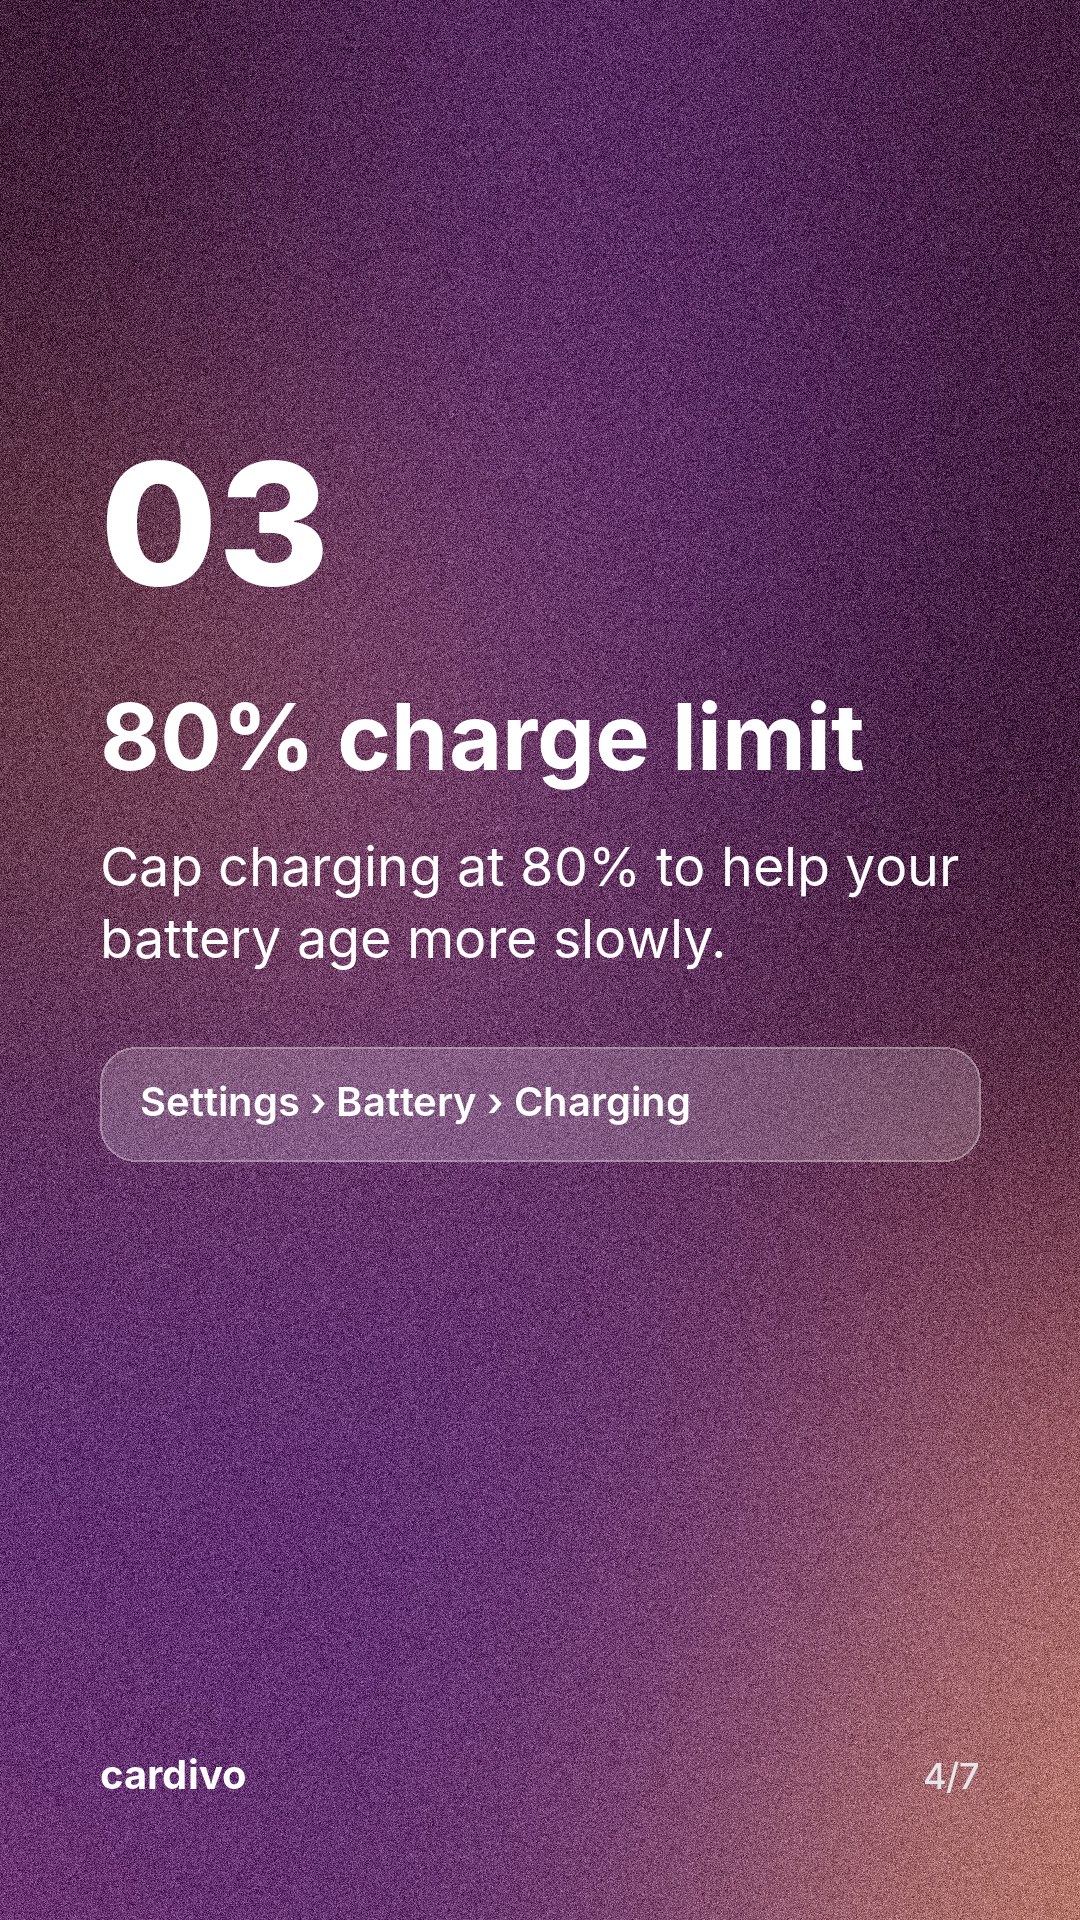 03
80% charge limit
Cap charging at 80% to help your
battery age more slowly.
Settings › Battery › Charging
cardivo
4/7